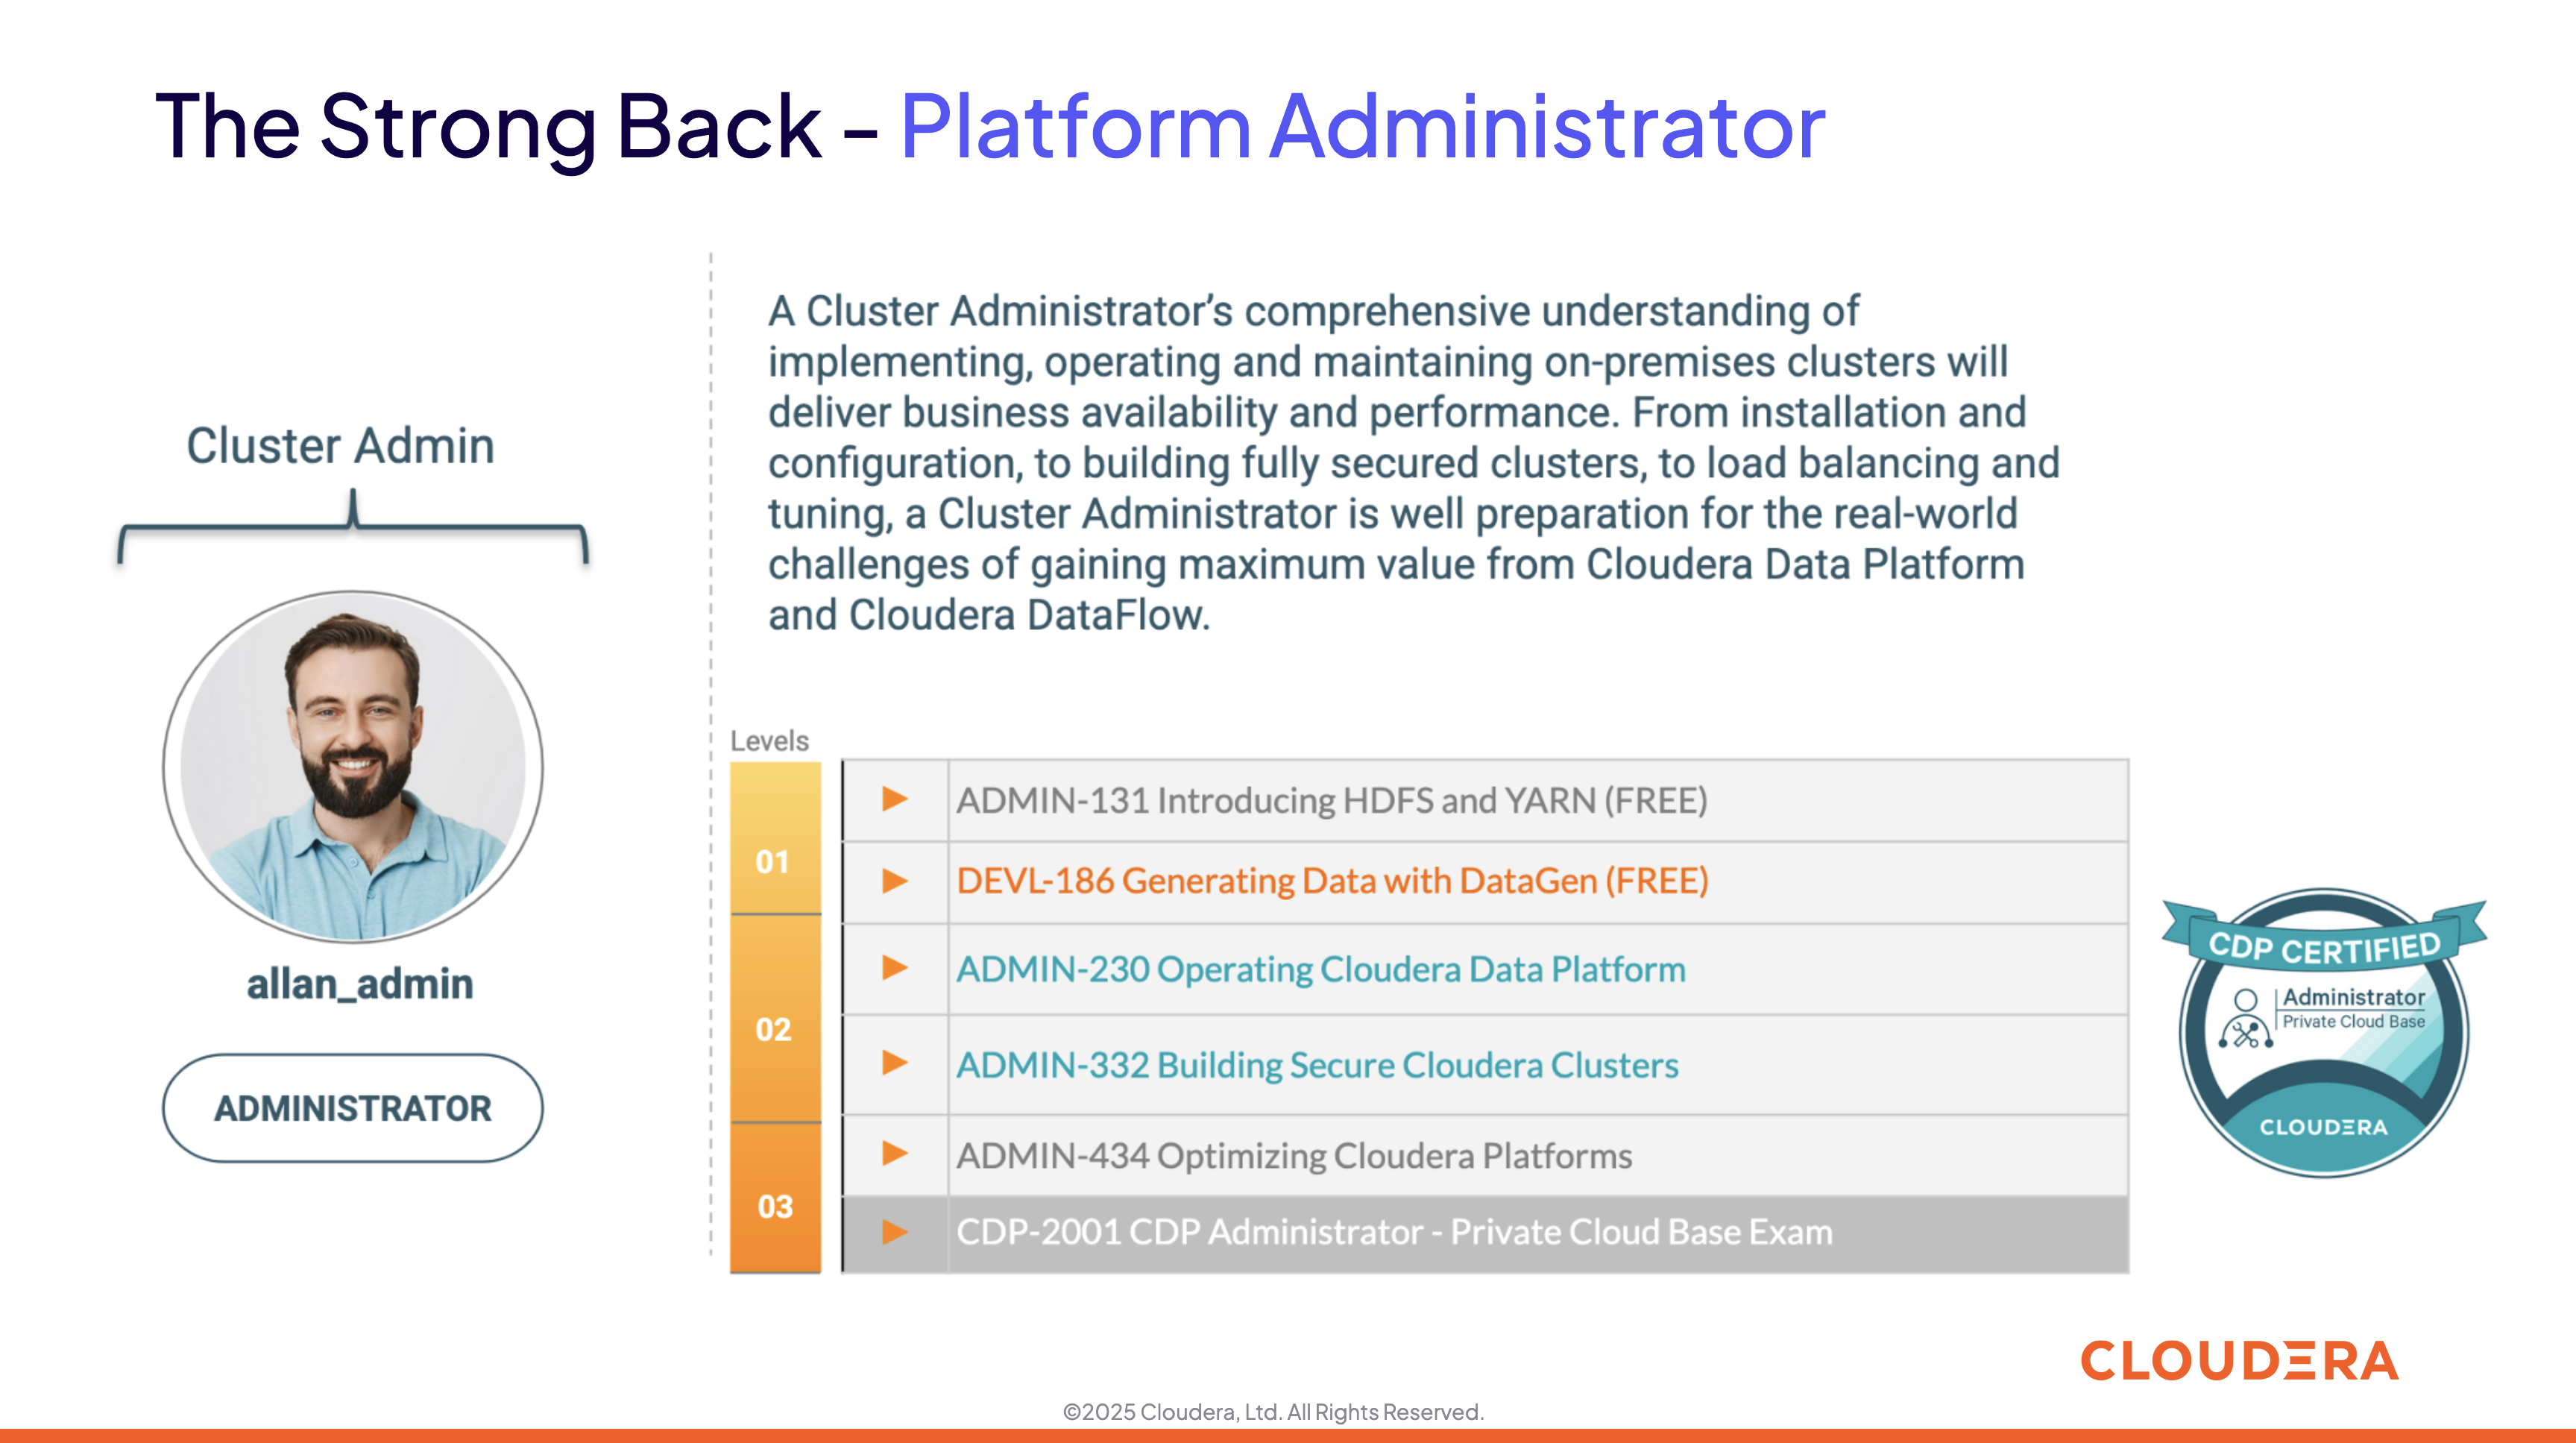 The Strong Back - Platform Administrator
Cluster Admin
allan_admin
ADMINISTRATOR
A Cluster Administrator’s comprehensive understanding of
implementing, operating and maintaining on-premises clusters will
deliver business availability and performance. From installation and
configuration, to building fully secured clusters, to load balancing and
tuning, a Cluster Administrator is well preparation for the real-world
challenges of gaining maximum value from Cloudera Data Platform
and Cloudera DataFlow.
Levels
01
ADMIN-131 Introducing HDFS and YARN (FREE)
DEVL-186 Generating Data with DataGen (FREE)
02
ADMIN-230 Operating Cloudera Data Platform
ADMIN-332 Building Secure Cloudera Clusters
03
ADMIN-434 Optimizing Cloudera Platforms
CDP-2001 CDP Administrator - Private Cloud Base Exam
CDP CERTIFIED
Administrator
Private Cloud Base
CLOUDERA
CLOUDERA
©2025 Cloudera, Ltd. All Rights Reserved.